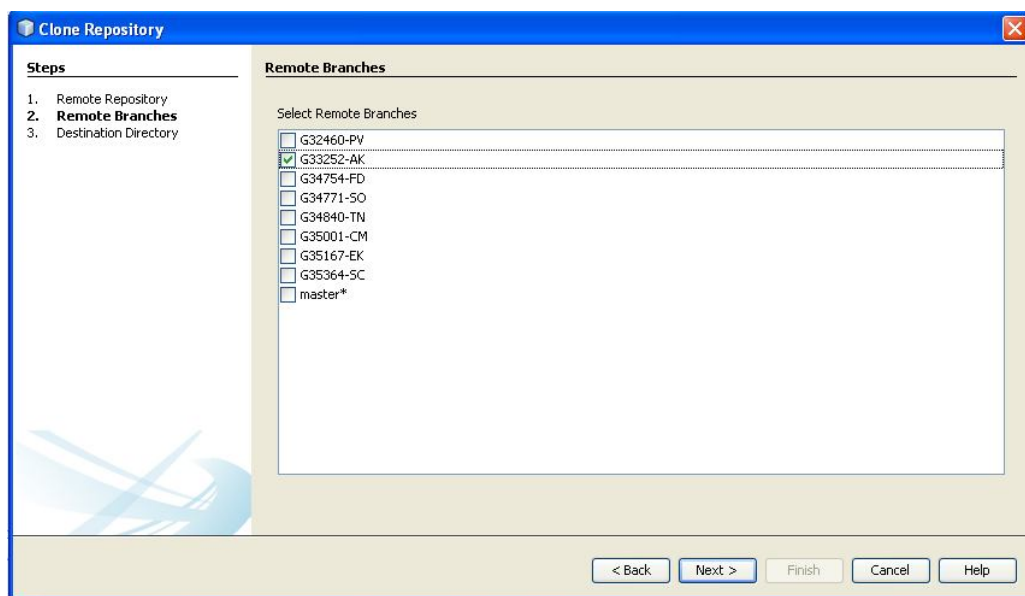 Clone Repository
Steps
1. Remote Repository
2. Remote Branches
3. Destination Directory
Remote Branches
Select Remote Branches
G32460-PV
G33252-AK
G34754-FD
G34771-SO
G34840-TN
G35001-CM
G35167-EK
G35364-SC
master*
< Back
Next >
Finish
Cancel
Help